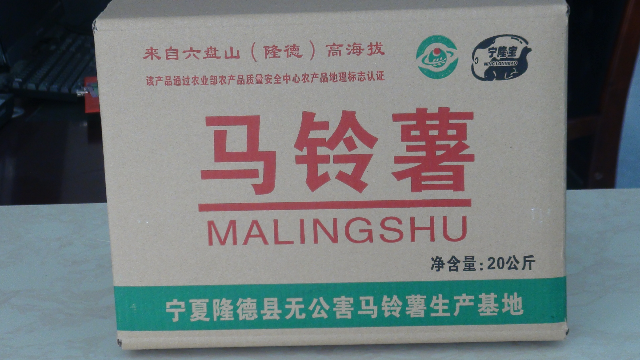 来自六盘山（隆德）高海拔
该产品通过农业部农产品质量安全中心农产品地理标志认证
宁隆宝
马铃薯
MALINGSHU
净含量：20公斤
宁夏隆德县无公害马铃薯生产基地